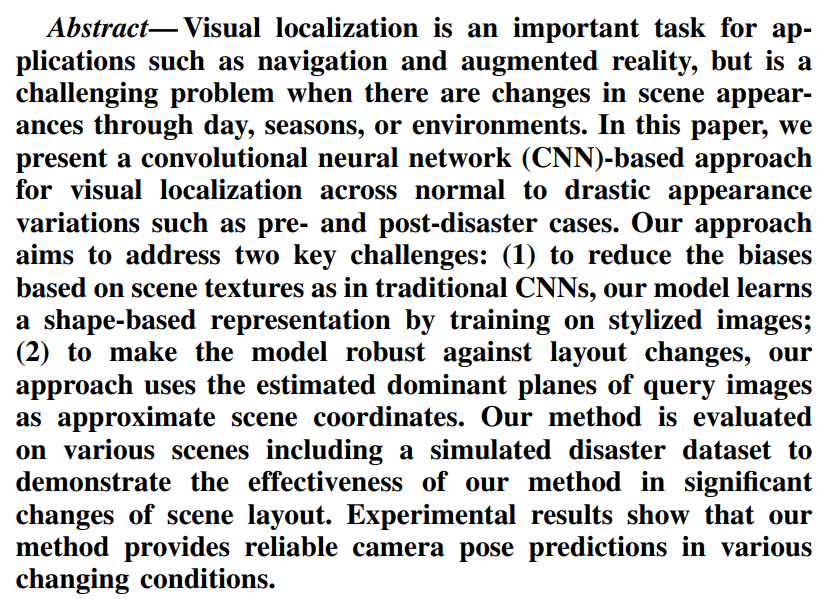 Abstract— Visual localization is an important task for ap-
plications such as navigation and augmented reality, but is a
challenging problem when there are changes in scene appear-
ances through day, seasons, or environments. In this paper, we
present a convolutional neural network (CNN)-based approach
for visual localization across normal to drastic appearance
variations such as pre- and post-disaster cases. Our approach
aims to address two key challenges: (1) to reduce the biases
based on scene textures as in traditional CNNs, our model learns
a shape-based representation by training on stylized images;
(2) to make the model robust against layout changes, our
approach uses the estimated dominant planes of query images
as approximate scene coordinates. Our method is evaluated
on various scenes including a simulated disaster dataset to
demonstrate the effectiveness of our method in significant
changes of scene layout. Experimental results show that our
method provides reliable camera pose predictions in various
changing conditions.